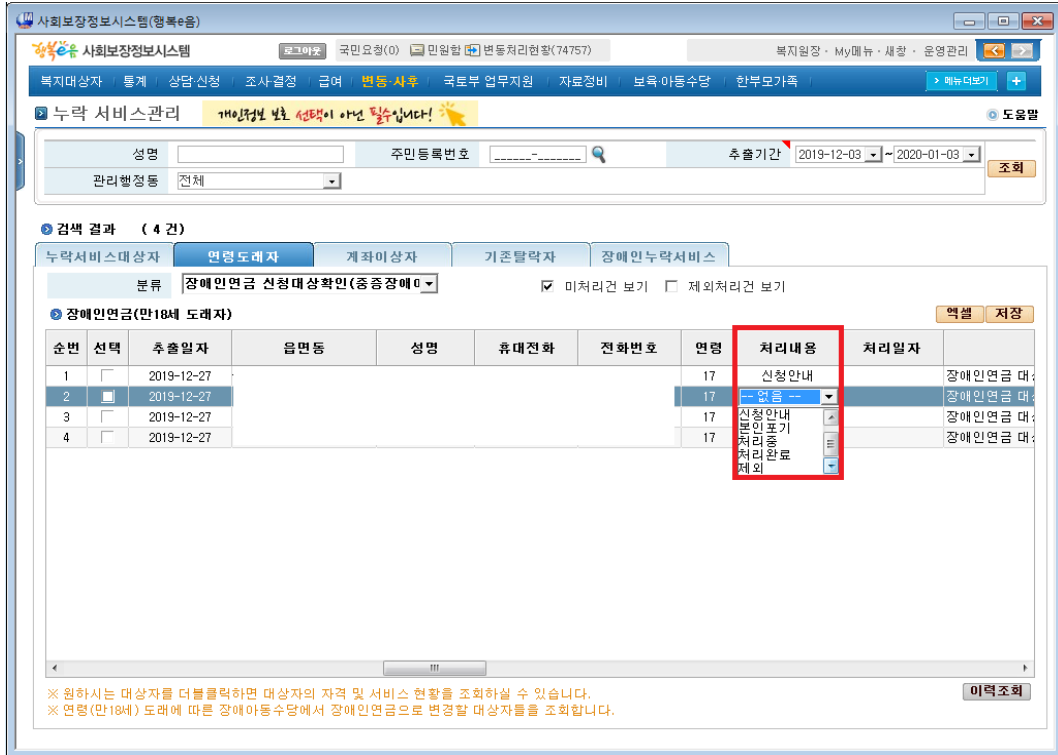 사회보장정보시스템(행복e음)
행복e음 사회보장정보시스템 로그아웃 국민요청(0) 민원함 변동처리현황(74757) 복지원장 · My메뉴 · 새창 · 운영관리
복지대상자 통계 상담·신청 조사·결정 급여 변동·사후 국토부 업무지원 자료정비 보육·아동수당 한부모가족 > 메뉴더보기 +
누락 서비스관리 개인정보 보호 선택이 아닌 필수입니다! 도움말
성명 주민등록번호 ______-_______ 추출기간 2019-12-03 ~ 2020-01-03 조회
관리행정동 전체
검색 결과 ( 4 건)
누락서비스대상자 연령도래자 계좌이상자 기존탈락자 장애인누락서비스
분류 장애인연금 신청대상확인(중증장애 미처리건 보기 제외처리건 보기
장애인연금(만18세 도래자) 엑셀 저장
순번 선택 추출일자 읍면동 성명 휴대전화 전화번호 연령 처리내용 처리일자
1 2019-12-27 17 신청안내 장애인연금 대
2 2019-12-27 17 -- 없음 -- 장애인연금 대
3 2019-12-27 17 신청안내 장애인연금 대
본인포기
4 2019-12-27 17 처리중 장애인연금 대
처리완료
제외
※ 원하시는 대상자를 더블클릭하면 대상자의 자격 및 서비스 현황을 조회하실 수 있습니다. 이력조회
※ 연령(만18세) 도래에 따른 장애아동수당에서 장애인연금으로 변경할 대상자들을 조회합니다.